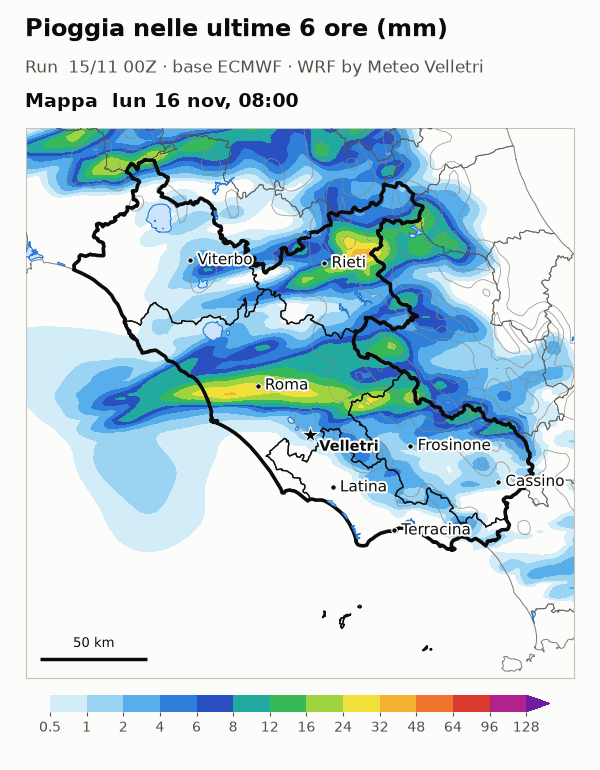 Pioggia nelle ultime 6 ore (mm)
Run  15/11 00Z · base ECMWF · WRF by Meteo Velletri
Mappa  lun 16 nov, 08:00
Viterbo
Rieti
Roma
Velletri
Frosinone
Cassino
Latina
Terracina
50 km
0.5 1 2 4 6 8 12 16 24 32 48 64 96 128